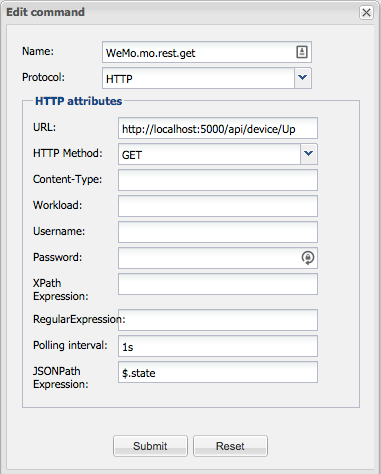 Edit command
Name: WeMo.mo.rest.get
Protocol: HTTP
HTTP attributes
URL: http://localhost:5000/api/device/Up
HTTP Method: GET
Content-Type:
Workload:
Username:
Password:
XPath
Expression:
RegularExpression:
Polling interval: 1s
JSONPath
Expression: $.state
Submit Reset